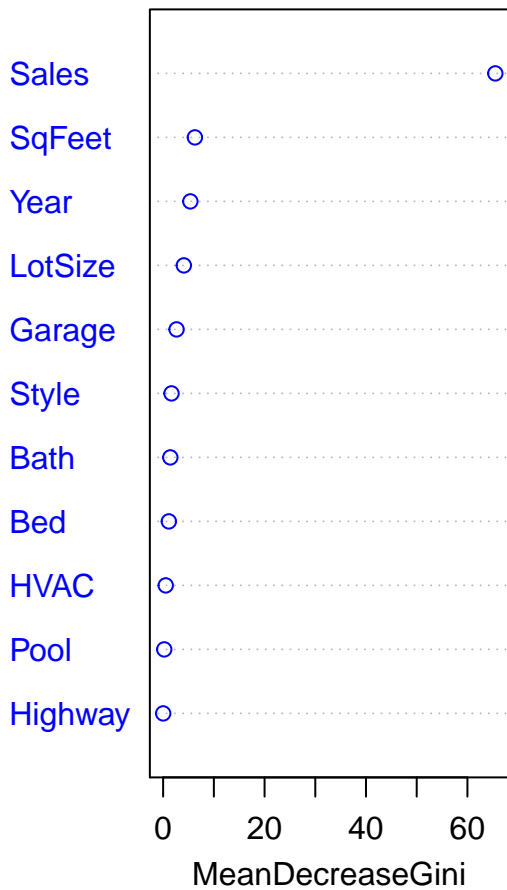 Sales
SqFeet
Year
LotSize
Garage
Style
Bath
Bed
HVAC
Pool
Highway
0 20 40 60
MeanDecreaseGini